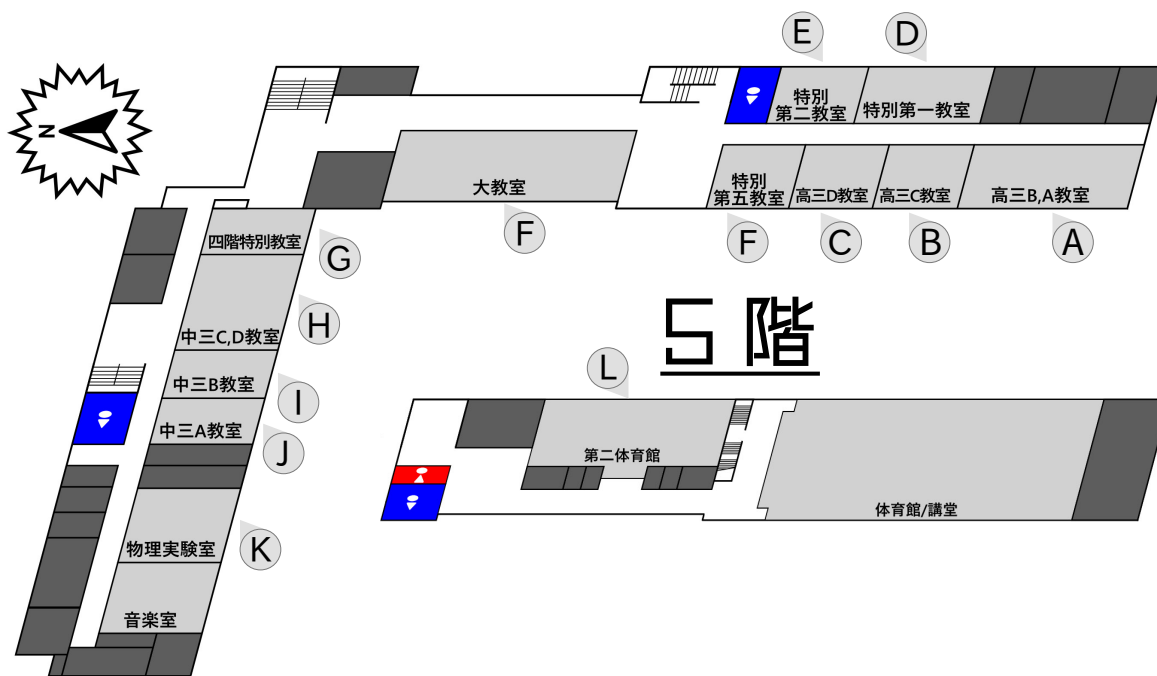 E
D
N
特別
第二教室
特別第一教室
大教室
特別
第五教室
高三D教室
高三C教室
高三B,A教室
F
F
C
B
A
四階特別教室
G
中三C,D教室
H
5階
中三B教室
I
L
中三A教室
J
第二体育館
体育館/講堂
物理実験室
K
音楽室